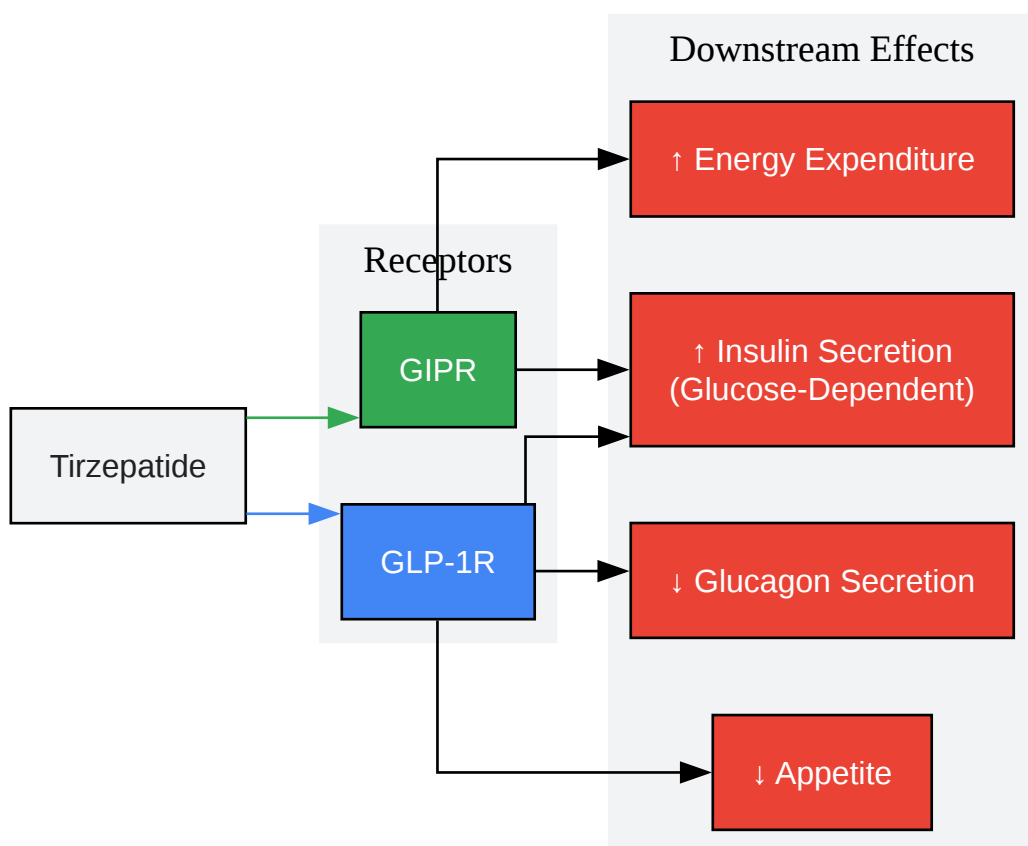 Downstream Effects
↑ Energy Expenditure
Receptors
GIPR
↑ Insulin Secretion
(Glucose-Dependent)
Tirzepatide
GLP-1R
↓ Glucagon Secretion
↓ Appetite